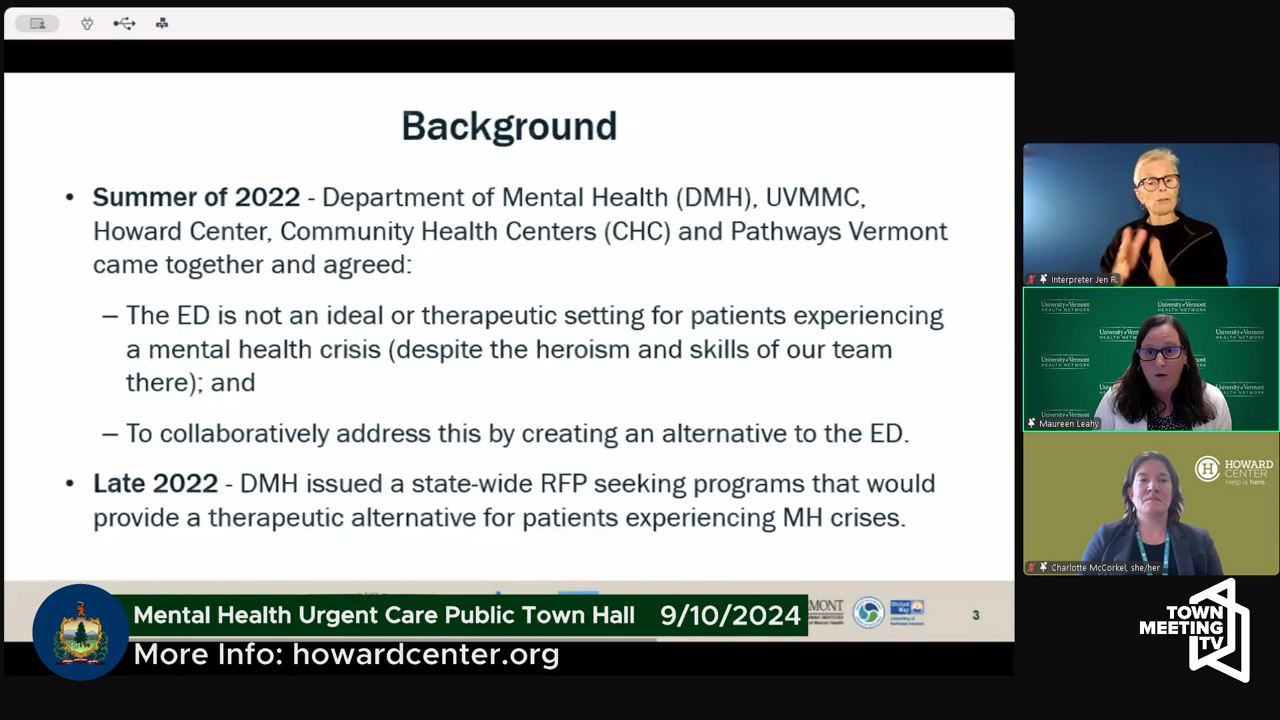 Background
• Summer of 2022 - Department of Mental Health (DMH), UVMMC,
Howard Center, Community Health Centers (CHC) and Pathways Vermont
came together and agreed:
– The ED is not an ideal or therapeutic setting for patients experiencing
a mental health crisis (despite the heroism and skills of our team
there); and
– To collaboratively address this by creating an alternative to the ED.
• Late 2022 - DMH issued a state-wide RFP seeking programs that would
provide a therapeutic alternative for patients experiencing MH crises.
3
Mental Health Urgent Care Public Town Hall 9/10/2024
More Info: howardcenter.org
Interpreter Jen R.
University of Vermont
HEALTH NETWORK
Maureen Leahy
HOWARD
CENTER
Help is here.
Charlotte McCorkel, she/her
TOWN
MEETING
TV